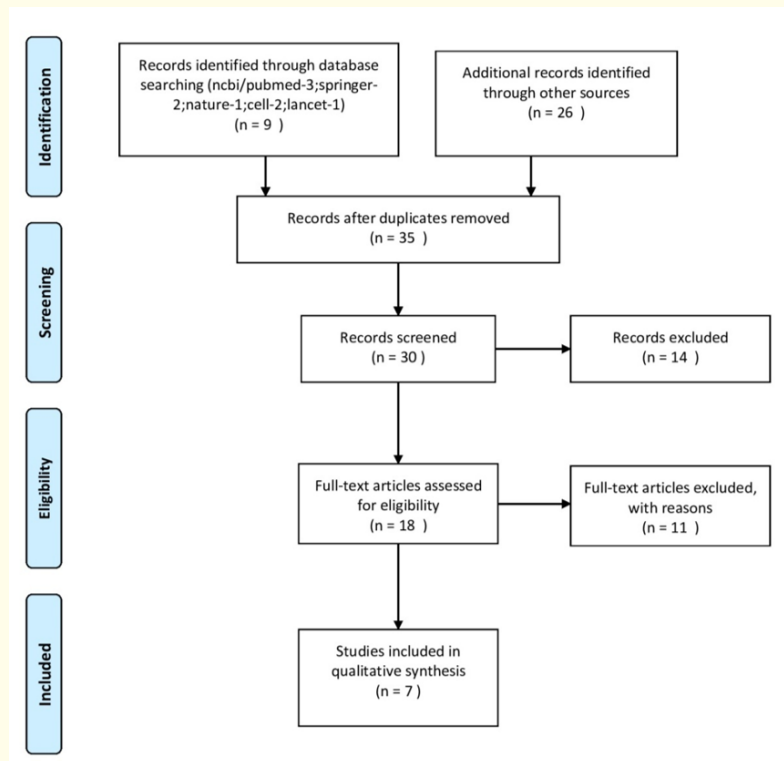 Identification
Records identified through database
searching (ncbi/pubmed-3;springer-
2;nature-1;cell-2;lancet-1)
(n = 9 )
Additional records identified
through other sources
(n = 26 )
Records after duplicates removed
(n = 35 )
Screening
Records screened
(n = 30 )
Records excluded
(n = 14 )
Eligibility
Full-text articles assessed
for eligibility
(n = 18 )
Full-text articles excluded,
with reasons
(n = 11 )
Included
Studies included in
qualitative synthesis
(n = 7 )